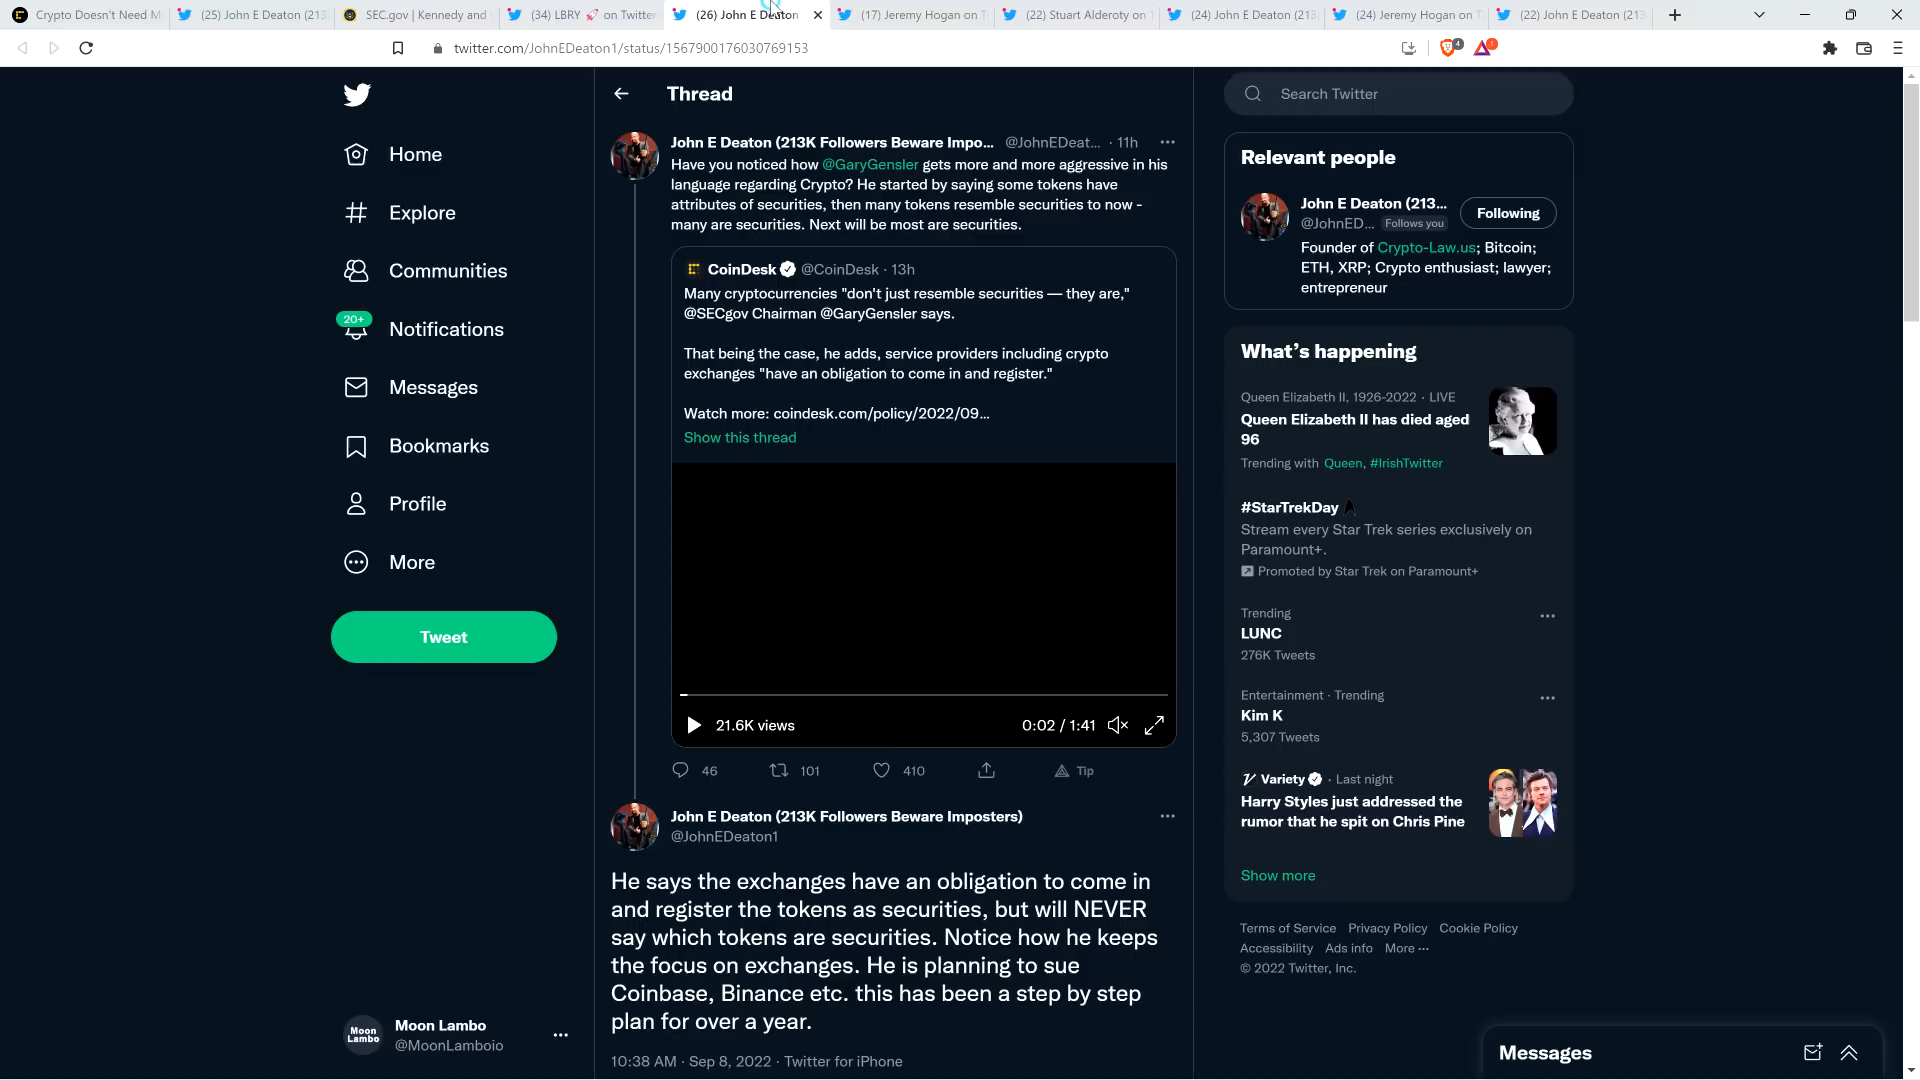 Crypto Doesn't Need M
(25) John E Deaton (213
SEC.gov | Kennedy and
(34) LBRY 🚀 on Twitter
(26) John E Deaton
(17) Jeremy Hogan on T
(22) Stuart Alderoty on T
(24) John E Deaton (213
(24) Jeremy Hogan on T
(22) John E Deaton (213
twitter.com/JohnEDeaton1/status/1567900176030769153
4
1
Home
Explore
Communities
20+
Notifications
Messages
Bookmarks
Profile
More
Tweet
Moon Lambo
Moon Lambo
@MoonLamboio
Thread
John E Deaton (213K Followers Beware Impo... @JohnEDeat... · 11h
Have you noticed how @GaryGensler gets more and more aggressive in his
language regarding Crypto? He started by saying some tokens have
attributes of securities, then many tokens resemble securities to now -
many are securities. Next will be most are securities.
CoinDesk @CoinDesk · 13h
Many cryptocurrencies "don't just resemble securities — they are,"
@SECgov Chairman @GaryGensler says.
That being the case, he adds, service providers including crypto
exchanges "have an obligation to come in and register."
Watch more: coindesk.com/policy/2022/09...
Show this thread
21.6K views
0:02 / 1:41
46
101
410
Tip
John E Deaton (213K Followers Beware Imposters)
@JohnEDeaton1
He says the exchanges have an obligation to come in
and register the tokens as securities, but will NEVER
say which tokens are securities. Notice how he keeps
the focus on exchanges. He is planning to sue
Coinbase, Binance etc. this has been a step by step
plan for over a year.
10:38 AM · Sep 8, 2022 · Twitter for iPhone
Search Twitter
Relevant people
John E Deaton (213...
@JohnED... Follows you
Following
Founder of Crypto-Law.us; Bitcoin;
ETH, XRP; Crypto enthusiast; lawyer;
entrepreneur
What's happening
Queen Elizabeth II, 1926-2022 · LIVE
Queen Elizabeth II has died aged
96
Trending with Queen, #IrishTwitter
#StarTrekDay
Stream every Star Trek series exclusively on
Paramount+.
Promoted by Star Trek on Paramount+
Trending
LUNC
276K Tweets
Entertainment · Trending
Kim K
5,307 Tweets
Variety · Last night
Harry Styles just addressed the
rumor that he spit on Chris Pine
Show more
Terms of Service Privacy Policy Cookie Policy
Accessibility Ads info More ···
© 2022 Twitter, Inc.
Messages